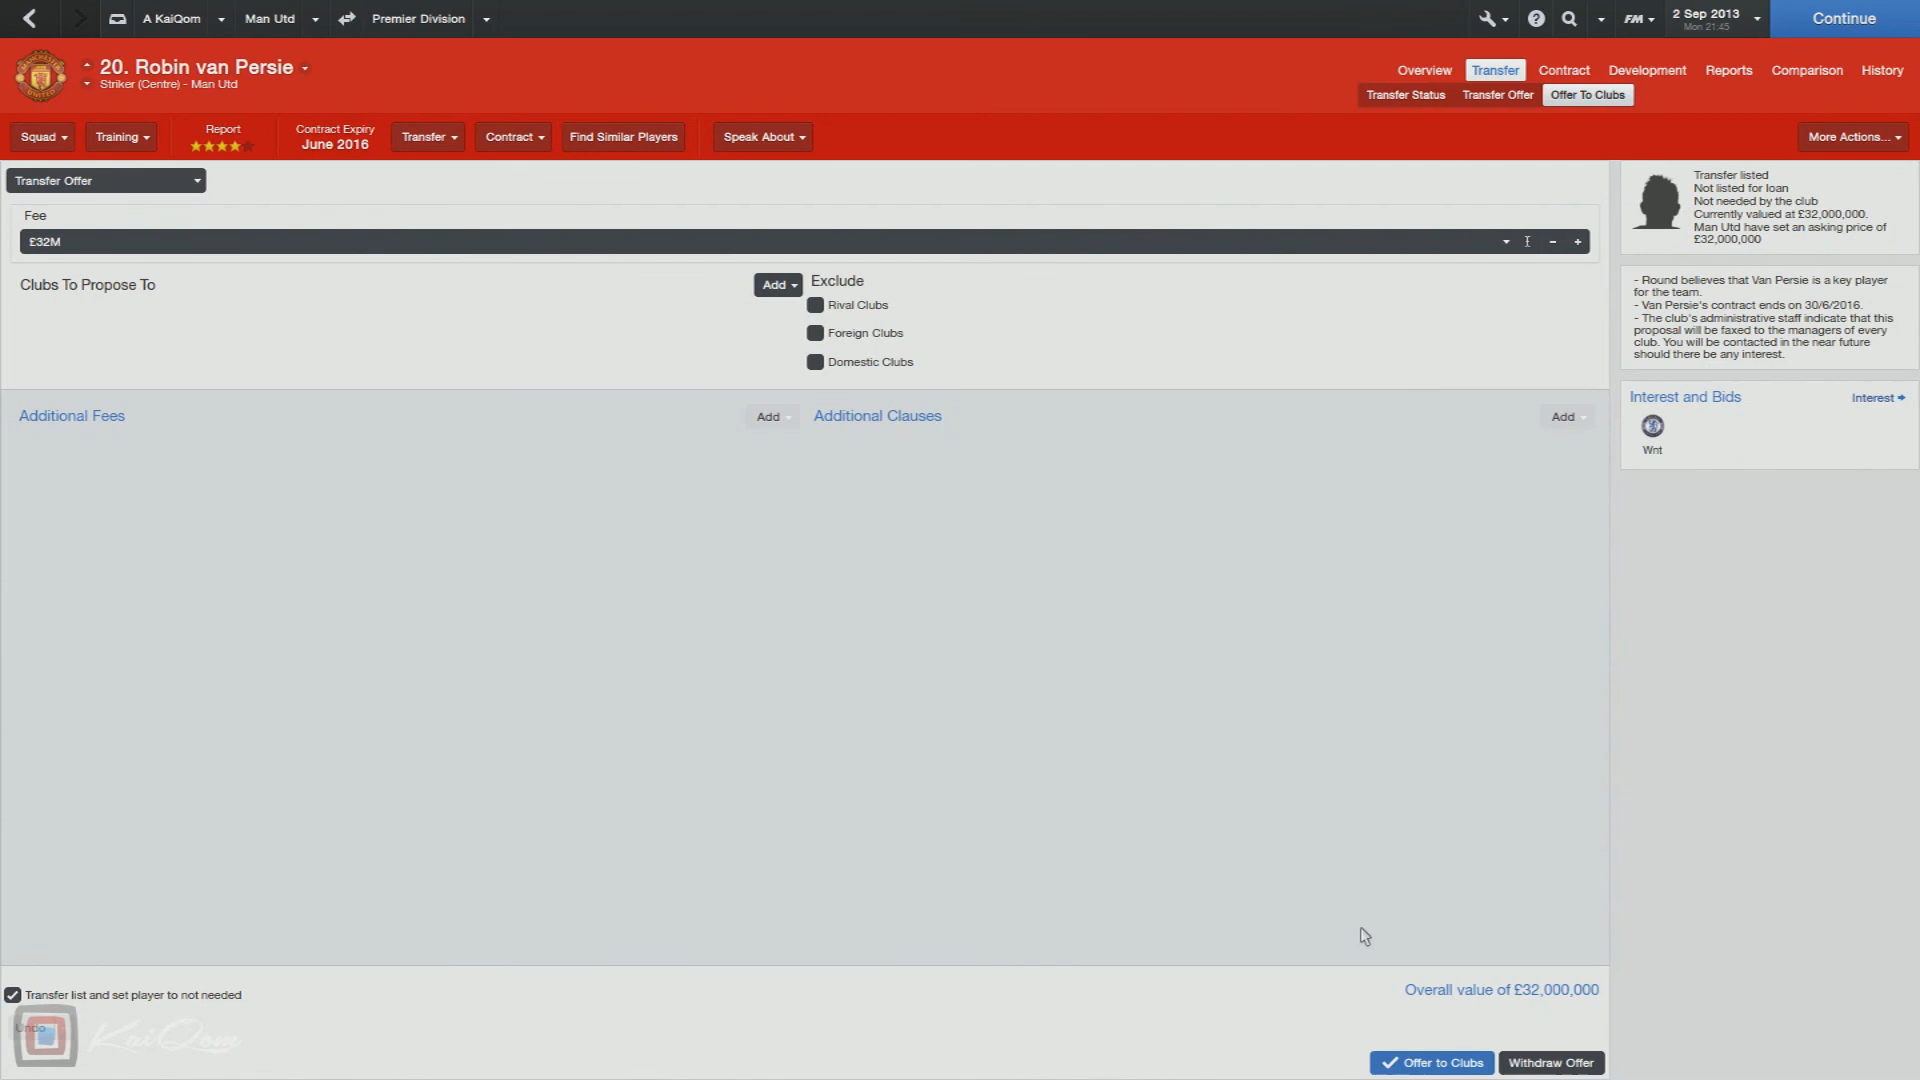 A KaiQom
Man Utd
Premier Division
FM
2 Sep 2013
Mon 21:45
Continue
20. Robin van Persie
Striker (Centre) - Man Utd
Overview
Transfer
Contract
Development
Reports
Comparison
History
Transfer Status
Transfer Offer
Offer To Clubs
Squad
Training
Report
Contract Expiry
June 2016
Transfer
Contract
Find Similar Players
Speak About
More Actions...
Transfer Offer
Fee
£32M
Clubs To Propose To
Add
Exclude
Rival Clubs
Foreign Clubs
Domestic Clubs
Additional Fees
Add
Additional Clauses
Add
Transfer listed
Not listed for loan
Not needed by the club
Currently valued at £32,000,000.
Man Utd have set an asking price of
£32,000,000
- Round believes that Van Persie is a key player
for the team.
- Van Persie's contract ends on 30/6/2016.
- The club's administrative staff indicate that this
proposal will be faxed to the managers of every
club. You will be contacted in the near future
should there be any interest.
Interest and Bids
Interest
Wnt
Transfer list and set player to not needed
Overall value of £32,000,000
Undo
KaiQom
Offer to Clubs
Withdraw Offer